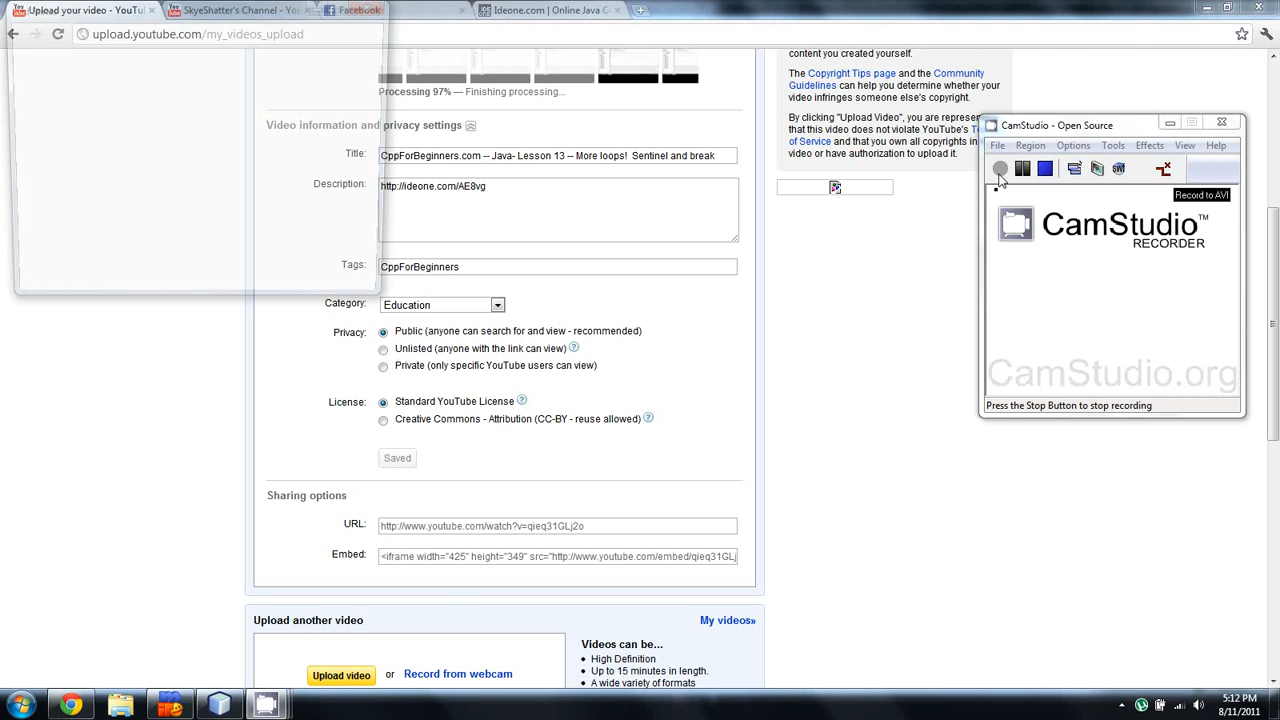 Upload your video - YouTu
SkyeShatter's Channel - Yo
Facebook
Ideone.com | Online Java C
upload.youtube.com/my_videos_upload
content you created yourself.
The Copyright Tips page and the Community
Guidelines can help you determine whether your
video infringes someone else's copyright.
By clicking "Upload Video", you are represe
that this video does not violate YouTube's Te
of Service and that you own all copyrights in
video or have authorization to upload it.
Processing 97% — Finishing processing...
Video information and privacy settings
Title:
CppForBeginners.com -- Java- Lesson 13 -- More loops! Sentinel and break
Description:
http://ideone.com/AE8vg
Tags:
CppForBeginners
Category:
Education
Privacy:
Public (anyone can search for and view - recommended)
Unlisted (anyone with the link can view)
Private (only specific YouTube users can view)
License:
Standard YouTube License
Creative Commons - Attribution (CC-BY - reuse allowed)
Saved
Sharing options
URL:
http://www.youtube.com/watch?v=qieq31GLj2o
Embed:
<iframe width="425" height="349" src="http://www.youtube.com/embed/qieq31GLj
Upload another video
My videos»
Upload video
or
Record from webcam
Videos can be...
• High Definition
• Up to 15 minutes in length.
• A wide variety of formats
CamStudio - Open Source
File Region Options Tools Effects View Help
Record to AVI
CamStudio™
RECORDER
CamStudio.org
Press the Stop Button to stop recording
5:12 PM
8/11/2011